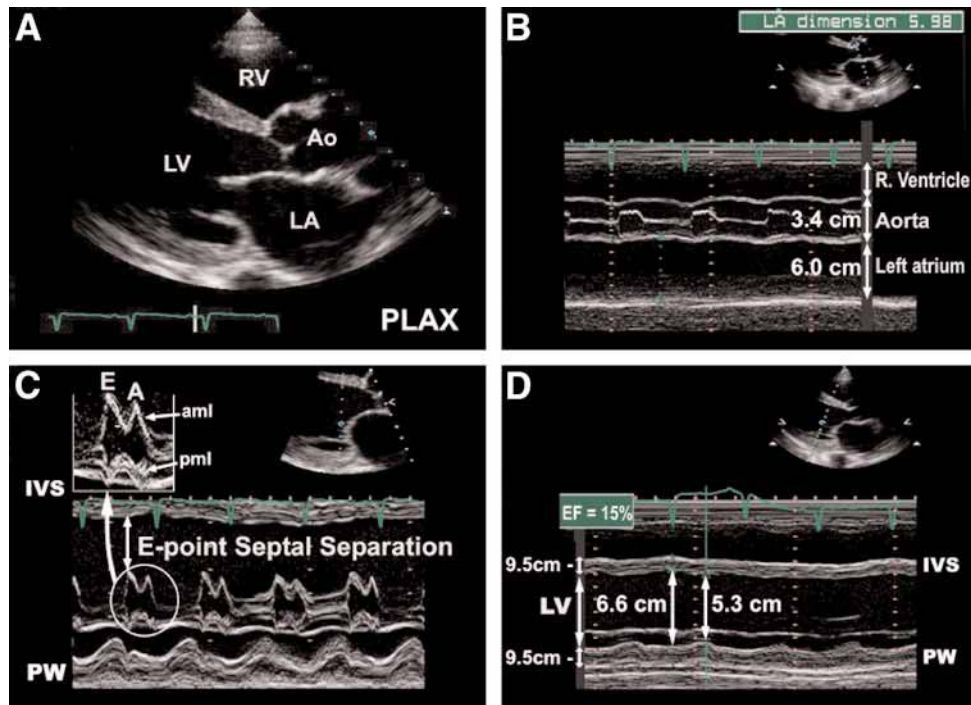 A
RV
Ao
LV
LA
PLAX
B
LA dimension 5.98
R. Ventricle
3.4 cm
Aorta
6.0 cm
Left atrium
C
E
A
aml
pml
IVS
E-point Septal Separation
PW
D
EF = 15%
9.5cm -
IVS
LV
6.6 cm
5.3 cm
9.5cm -
PW